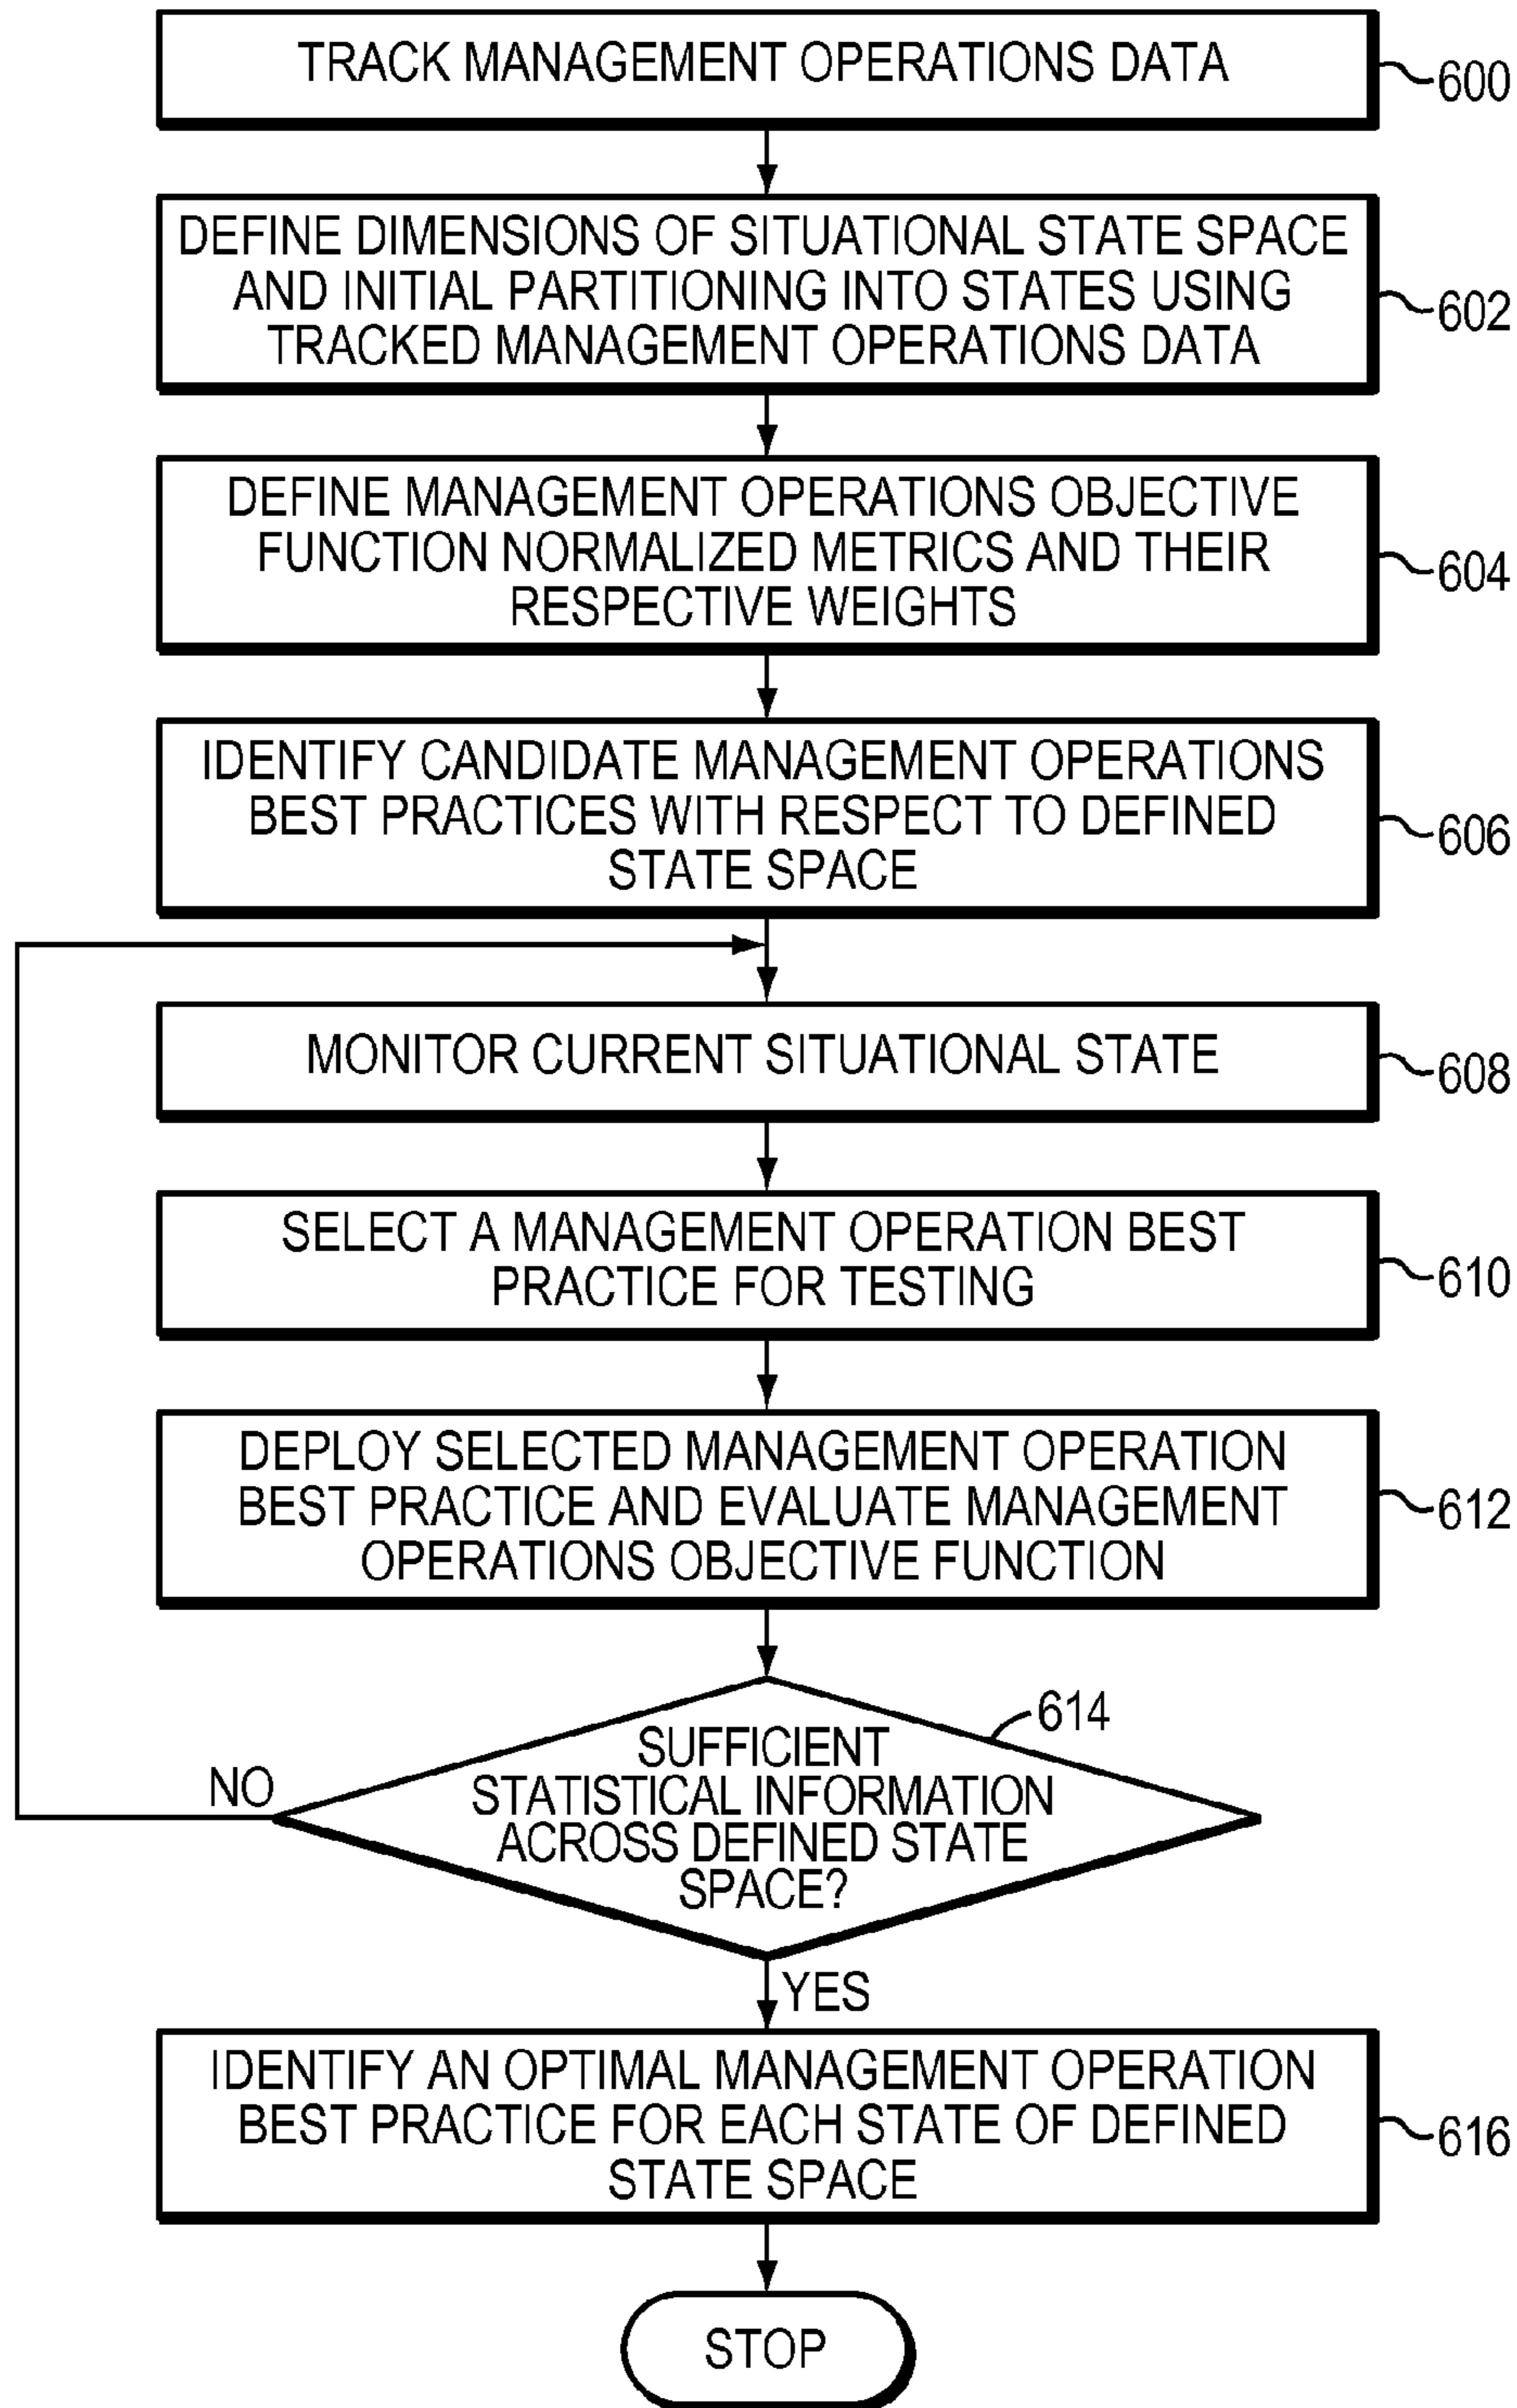 TRACK MANAGEMENT OPERATIONS DATA
600
DEFINE DIMENSIONS OF SITUATIONAL STATE SPACE
AND INITIAL PARTITIONING INTO STATES USING
TRACKED MANAGEMENT OPERATIONS DATA
602
DEFINE MANAGEMENT OPERATIONS OBJECTIVE
FUNCTION NORMALIZED METRICS AND THEIR
RESPECTIVE WEIGHTS
604
IDENTIFY CANDIDATE MANAGEMENT OPERATIONS
BEST PRACTICES WITH RESPECT TO DEFINED
STATE SPACE
606
MONITOR CURRENT SITUATIONAL STATE
608
SELECT A MANAGEMENT OPERATION BEST
PRACTICE FOR TESTING
610
DEPLOY SELECTED MANAGEMENT OPERATION
BEST PRACTICE AND EVALUATE MANAGEMENT
OPERATIONS OBJECTIVE FUNCTION
612
614
SUFFICIENT
STATISTICAL INFORMATION
ACROSS DEFINED STATE
SPACE?
NO
YES
IDENTIFY AN OPTIMAL MANAGEMENT OPERATION
BEST PRACTICE FOR EACH STATE OF DEFINED
STATE SPACE
616
STOP